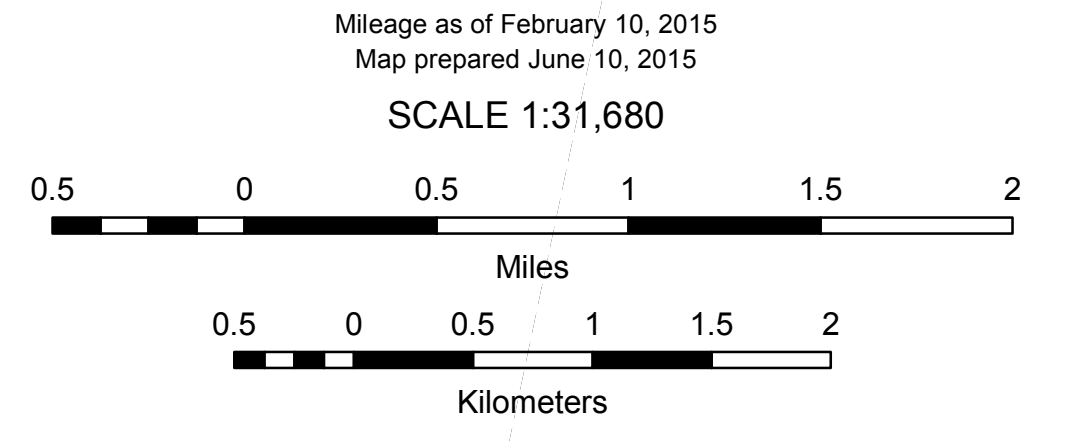 Mileage as of February 10, 2015
Map prepared June 10, 2015
SCALE 1:31,680
0.5 0 0.5 1 1.5 2
Miles
0.5 0 0.5 1 1.5 2
Kilometers